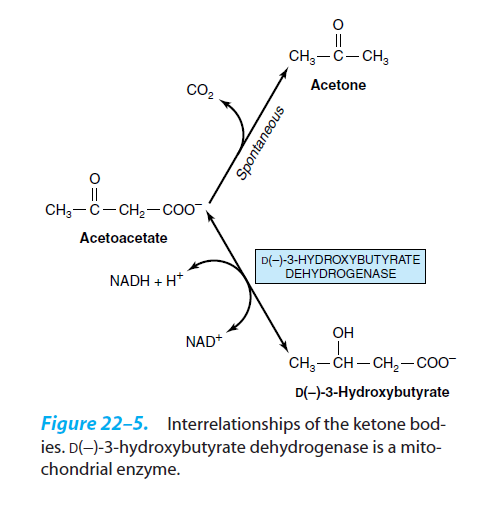 O
||
CH₃—C—CH₃
Acetone
CO₂
Spontaneous
O
||
CH₃—C—CH₂—COO⁻
Acetoacetate
D(–)-3-HYDROXYBUTYRATE
DEHYDROGENASE
NADH + H⁺
NAD⁺
OH
|
CH₃—CH—CH₂—COO⁻
D(–)-3-Hydroxybutyrate
Figure 22–5. Interrelationships of the ketone bod-
ies. D(–)-3-hydroxybutyrate dehydrogenase is a mito-
chondrial enzyme.